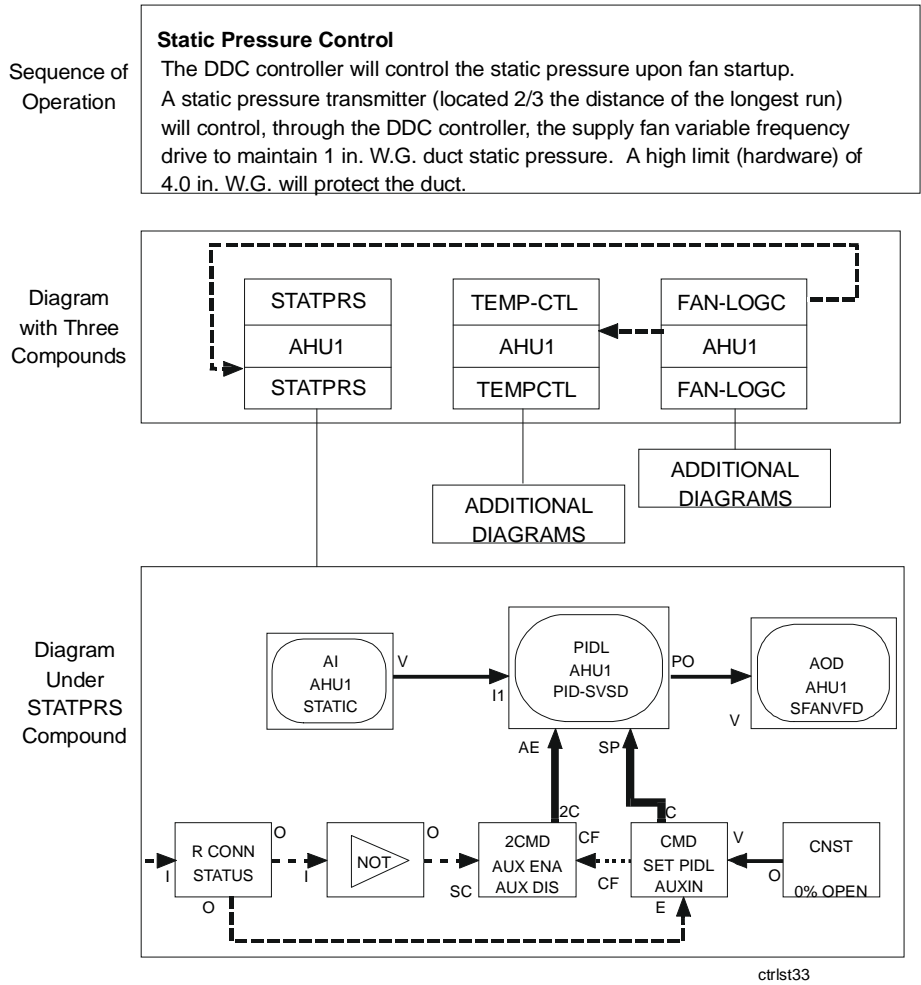 Sequence of
Operation
Static Pressure Control
The DDC controller will control the static pressure upon fan startup.
A static pressure transmitter (located 2/3 the distance of the longest run)
will control, through the DDC controller, the supply fan variable frequency
drive to maintain 1 in. W.G. duct static pressure. A high limit (hardware) of
4.0 in. W.G. will protect the duct.
Diagram
with Three
Compounds
STATPRS
AHU1
STATPRS
TEMP-CTL
AHU1
TEMPCTL
FAN-LOGC
AHU1
FAN-LOGC
ADDITIONAL
DIAGRAMS
ADDITIONAL
DIAGRAMS
Diagram
Under
STATPRS
Compound
AI
AHU1
STATIC
V
I1
PIDL
AHU1
PID-SVSD
PO
V
AOD
AHU1
SFANVFD
AE
SP
I
R CONN
STATUS
O
O
I
NOT
O
SC
2C
2CMD
AUX ENA
AUX DIS
CF
CF
C
CMD
SET PIDL
AUXIN
E
V
O
CNST
0% OPEN
ctrlst33